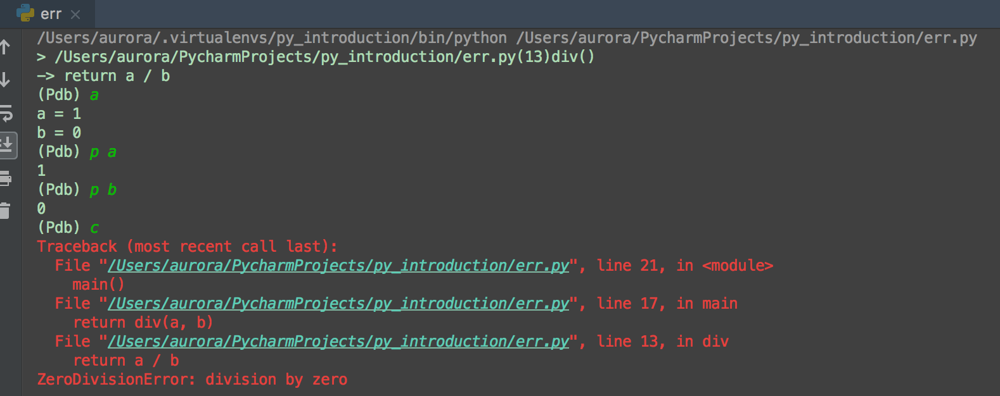 err
/Users/aurora/.virtualenvs/py_introduction/bin/python /Users/aurora/PycharmProjects/py_introduction/err.py
> /Users/aurora/PycharmProjects/py_introduction/err.py(13)div()
-> return a / b
(Pdb) a
a = 1
b = 0
(Pdb) p a
1
(Pdb) p b
0
(Pdb) c
Traceback (most recent call last):
  File "/Users/aurora/PycharmProjects/py_introduction/err.py", line 21, in <module>
    main()
  File "/Users/aurora/PycharmProjects/py_introduction/err.py", line 17, in main
    return div(a, b)
  File "/Users/aurora/PycharmProjects/py_introduction/err.py", line 13, in div
    return a / b
ZeroDivisionError: division by zero